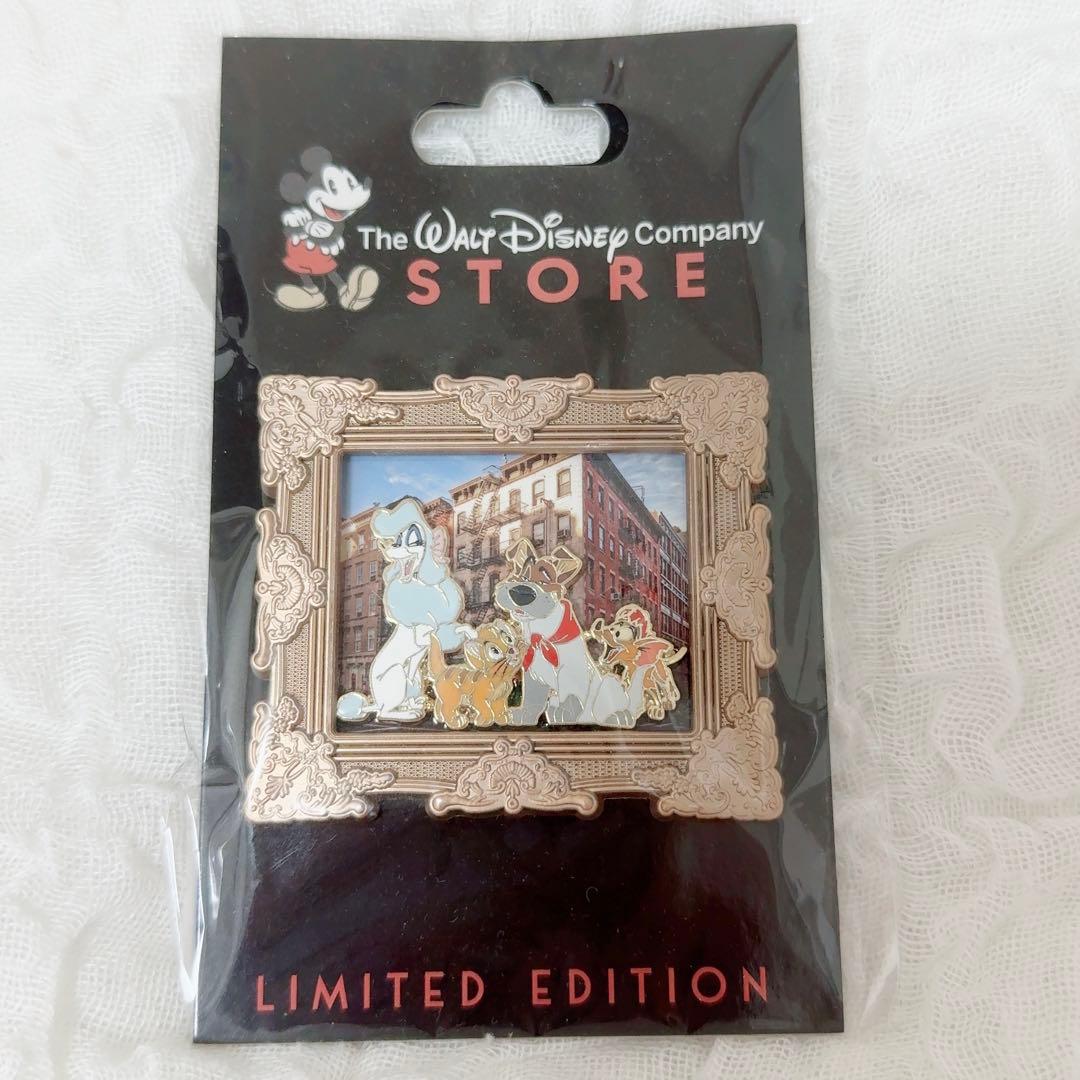 The WALT DISNEY Company
STORE
LIMITED EDITION